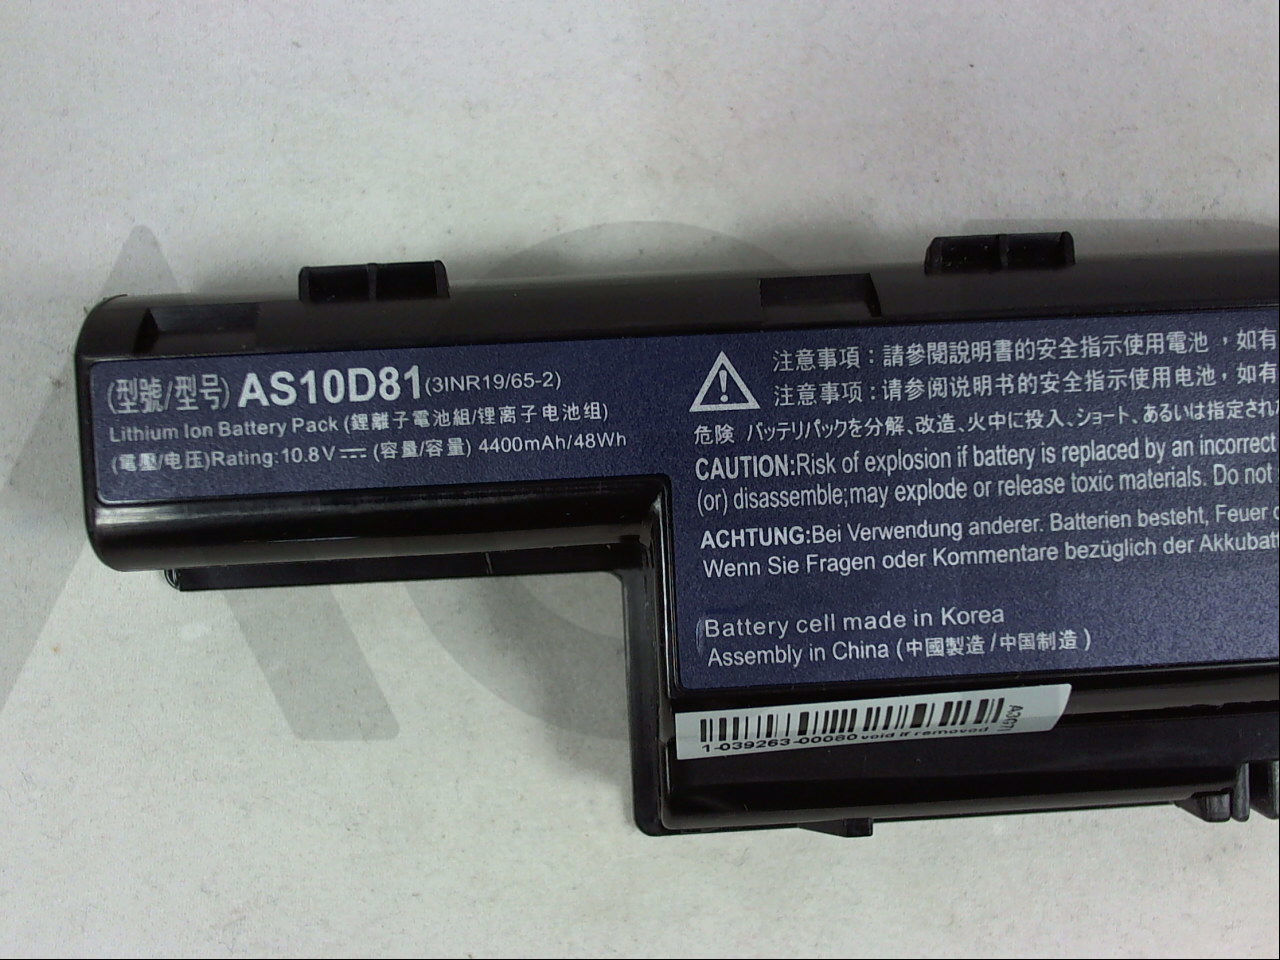 (型號/型号) AS10D81(3INR19/65-2)
Lithium Ion Battery Pack (鋰離子電池組/锂离子电池组)
(電壓/电压)Rating:10.8V⎓ (容量/容量) 4400mAh/48Wh
注意事項：請參閱說明書的安全指示使用電池，如有
注意事项：请参阅说明书的安全指示使用电池，如有
危険 バッテリパックを分解、改造、火中に投入、ショート、あるいは指定され
CAUTION:Risk of explosion if battery is replaced by an incorrect
(or) disassemble;may explode or release toxic materials. Do not
ACHTUNG:Bei Verwendung anderer. Batterien besteht, Feuer
Wenn Sie Fragen oder Kommentare bezüglich der Akkubatt
Battery cell made in Korea
Assembly in China (中國製造/中国制造)
1-039263-00080 void if removed